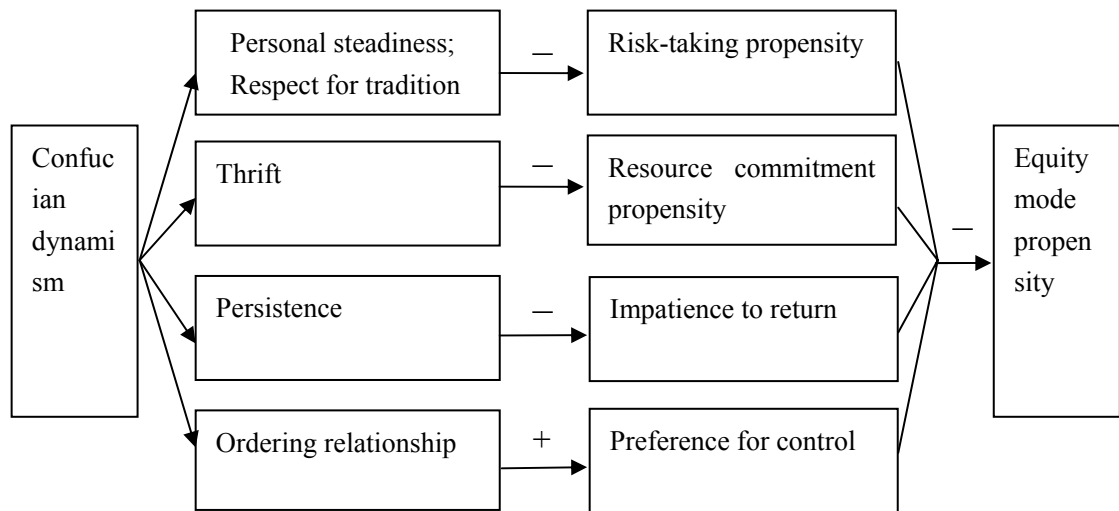 Personal steadiness;
Respect for tradition
–
Risk-taking propensity
Confuc
ian
dynami
sm
Thrift
–
Resource commitment
propensity
–
Equity
mode
propen
sity
Persistence
–
Impatience to return
Ordering relationship
+
Preference for control